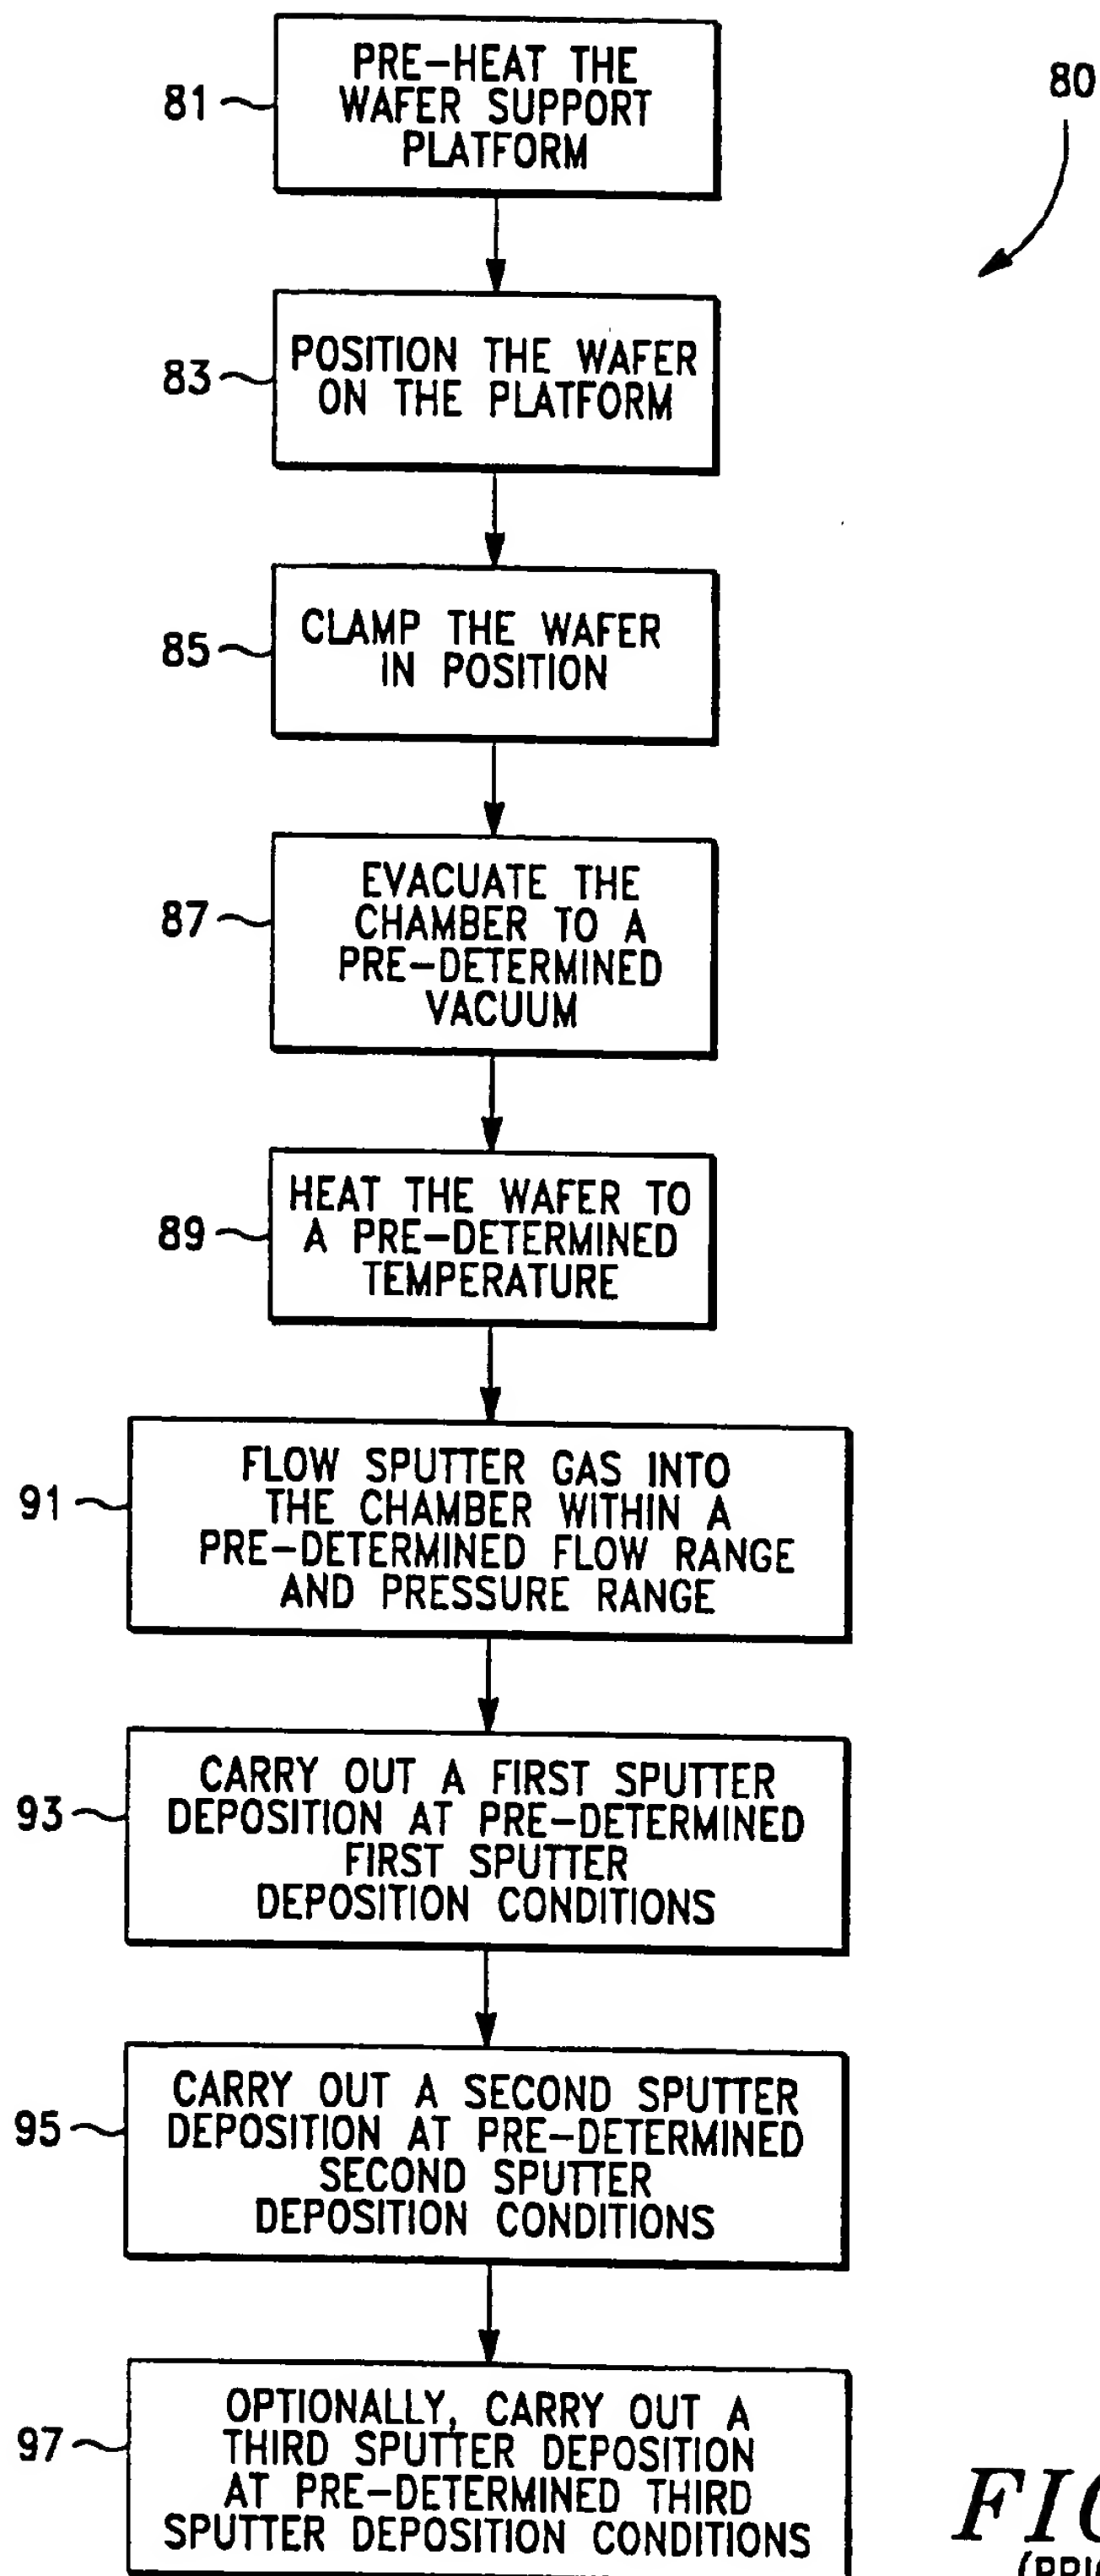 80
81
PRE-HEAT THE
WAFER SUPPORT
PLATFORM
83
POSITION THE WAFER
ON THE PLATFORM
85
CLAMP THE WAFER
IN POSITION
87
EVACUATE THE
CHAMBER TO A
PRE-DETERMINED
VACUUM
89
HEAT THE WAFER TO
A PRE-DETERMINED
TEMPERATURE
91
FLOW SPUTTER GAS INTO
THE CHAMBER WITHIN A
PRE-DETERMINED FLOW RANGE
AND PRESSURE RANGE
93
CARRY OUT A FIRST SPUTTER
DEPOSITION AT PRE-DETERMINED
FIRST SPUTTER
DEPOSITION CONDITIONS
95
CARRY OUT A SECOND SPUTTER
DEPOSITION AT PRE-DETERMINED
SECOND SPUTTER
DEPOSITION CONDITIONS
97
OPTIONALLY, CARRY OUT A
THIRD SPUTTER DEPOSITION
AT PRE-DETERMINED THIRD
SPUTTER DEPOSITION CONDITIONS